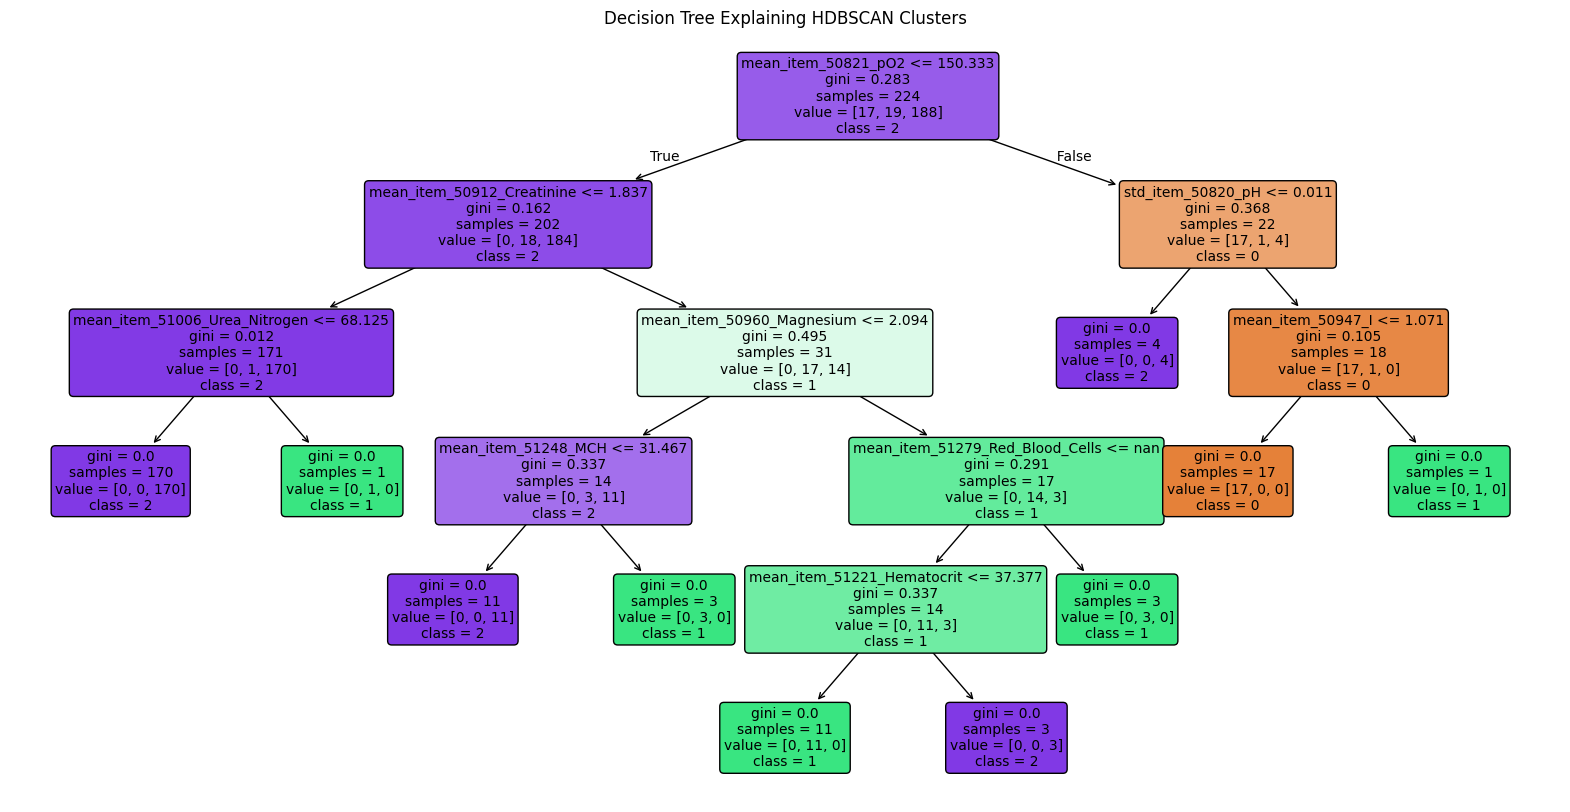 Decision Tree Explaining HDBSCAN Clusters
mean_item_50821_pO2 <= 150.333
gini = 0.283
samples = 224
value = [17, 19, 188]
class = 2
True
False
mean_item_50912_Creatinine <= 1.837
gini = 0.162
samples = 202
value = [0, 18, 184]
class = 2
std_item_50820_pH <= 0.011
gini = 0.368
samples = 22
value = [17, 1, 4]
class = 0
mean_item_51006_Urea_Nitrogen <= 68.125
gini = 0.012
samples = 171
value = [0, 1, 170]
class = 2
mean_item_50960_Magnesium <= 2.094
gini = 0.495
samples = 31
value = [0, 17, 14]
class = 1
gini = 0.0
samples = 4
value = [0, 0, 4]
class = 2
mean_item_50947_I <= 1.071
gini = 0.105
samples = 18
value = [17, 1, 0]
class = 0
gini = 0.0
samples = 170
value = [0, 0, 170]
class = 2
gini = 0.0
samples = 1
value = [0, 1, 0]
class = 1
mean_item_51248_MCH <= 31.467
gini = 0.337
samples = 14
value = [0, 3, 11]
class = 2
mean_item_51279_Red_Blood_Cells <= nan
gini = 0.291
samples = 17
value = [0, 14, 3]
class = 1
gini = 0.0
samples = 17
value = [17, 0, 0]
class = 0
gini = 0.0
samples = 1
value = [0, 1, 0]
class = 1
gini = 0.0
samples = 11
value = [0, 0, 11]
class = 2
gini = 0.0
samples = 3
value = [0, 3, 0]
class = 1
mean_item_51221_Hematocrit <= 37.377
gini = 0.337
samples = 14
value = [0, 11, 3]
class = 1
gini = 0.0
samples = 3
value = [0, 3, 0]
class = 1
gini = 0.0
samples = 11
value = [0, 11, 0]
class = 1
gini = 0.0
samples = 3
value = [0, 0, 3]
class = 2